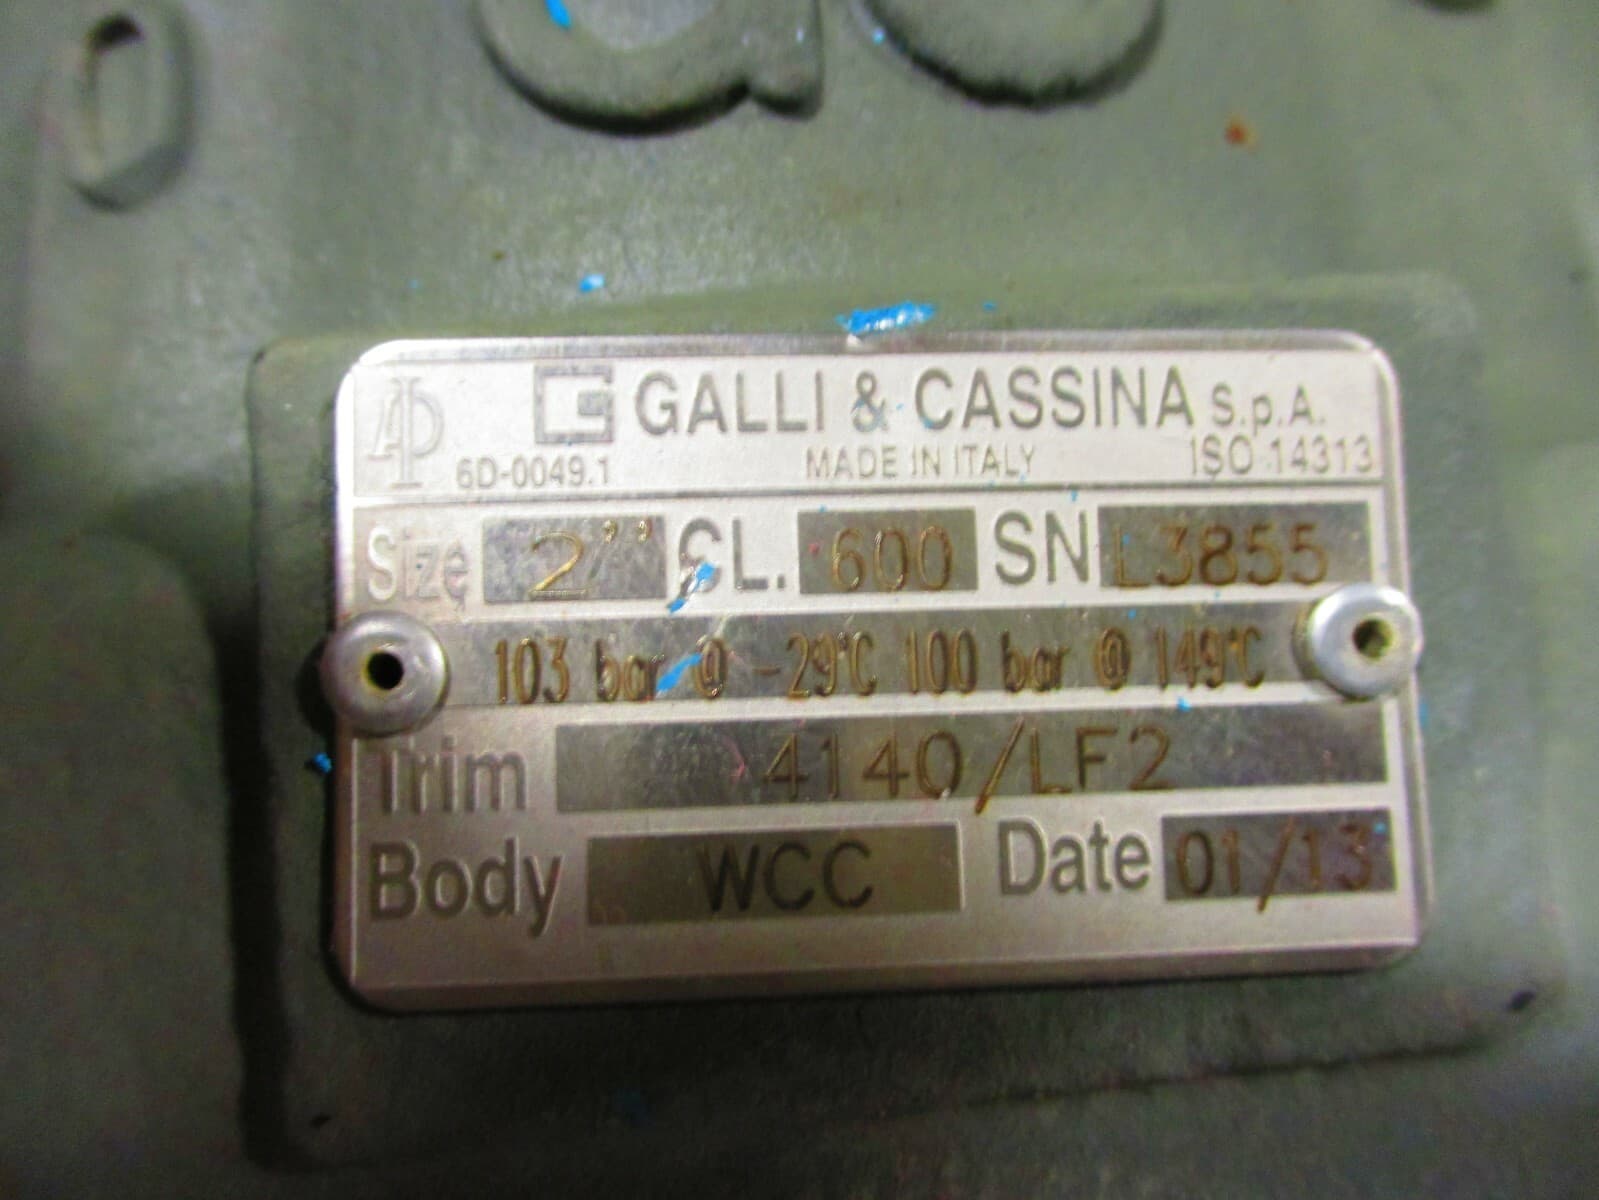 API G GALLI & CASSINA S.p.A.
6D-0049.1 MADE IN ITALY ISO 14313
Size 2" CL. 600 SN L3855
103 bar @ -29°C 100 bar @ 149°C
Trim 4140/LF2
Body WCC Date 01/13